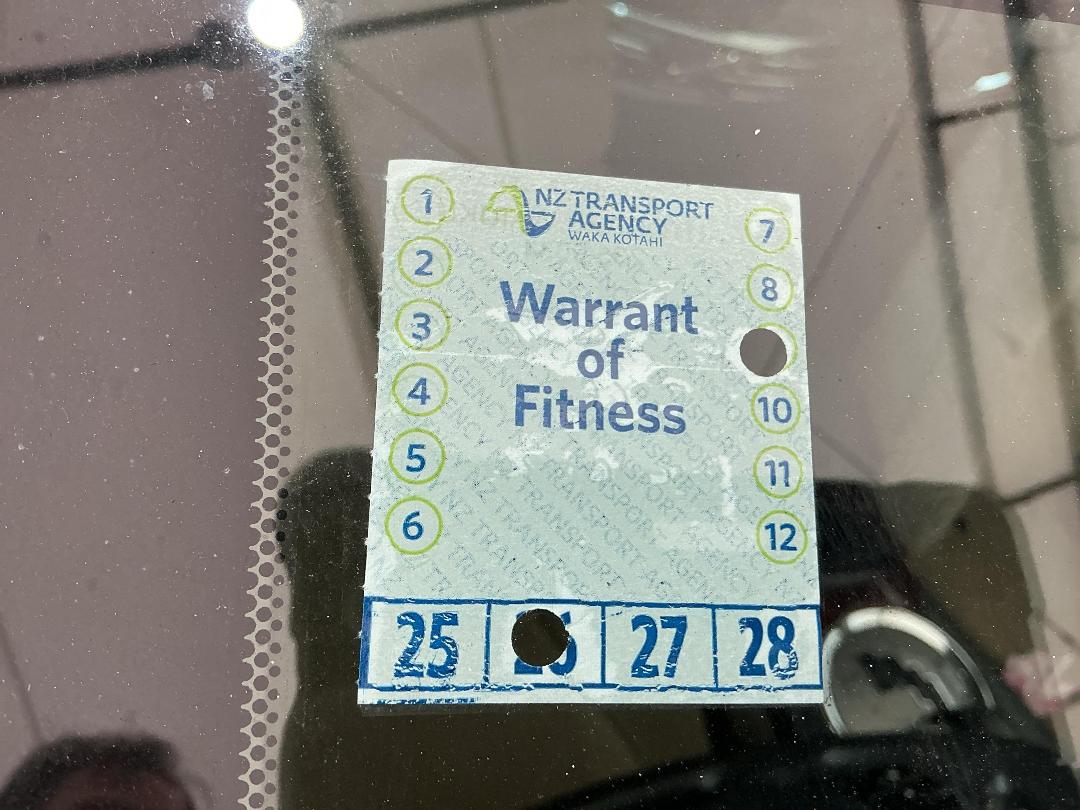 NZ TRANSPORT
AGENCY
WAKA KOTAHI
Warrant
of
Fitness
1
2
3
4
5
6
7
8
10
11
12
25 26 27 28